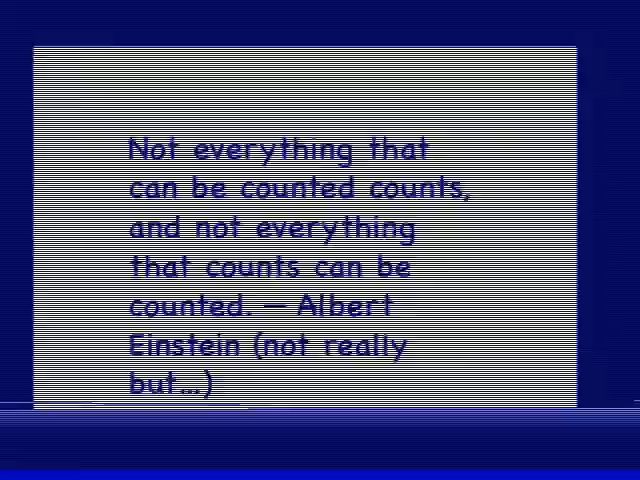 Not everything that
can be counted counts,
and not everything
that counts can be
counted. — Albert
Einstein (not really
but...)